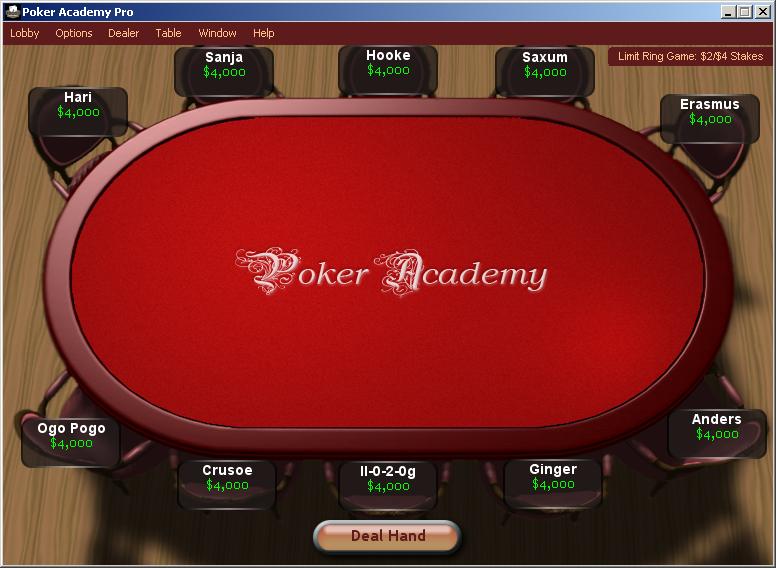 Poker Academy Pro
Lobby Options Dealer Table Window Help
Limit Ring Game: $2/$4 Stakes
Sanja
$4,000
Hooke
$4,000
Saxum
$4,000
Hari
$4,000
Erasmus
$4,000
Poker Academy
Ogo Pogo
$4,000
Crusoe
$4,000
II-0-2-0g
$4,000
Ginger
$4,000
Anders
$4,000
Deal Hand